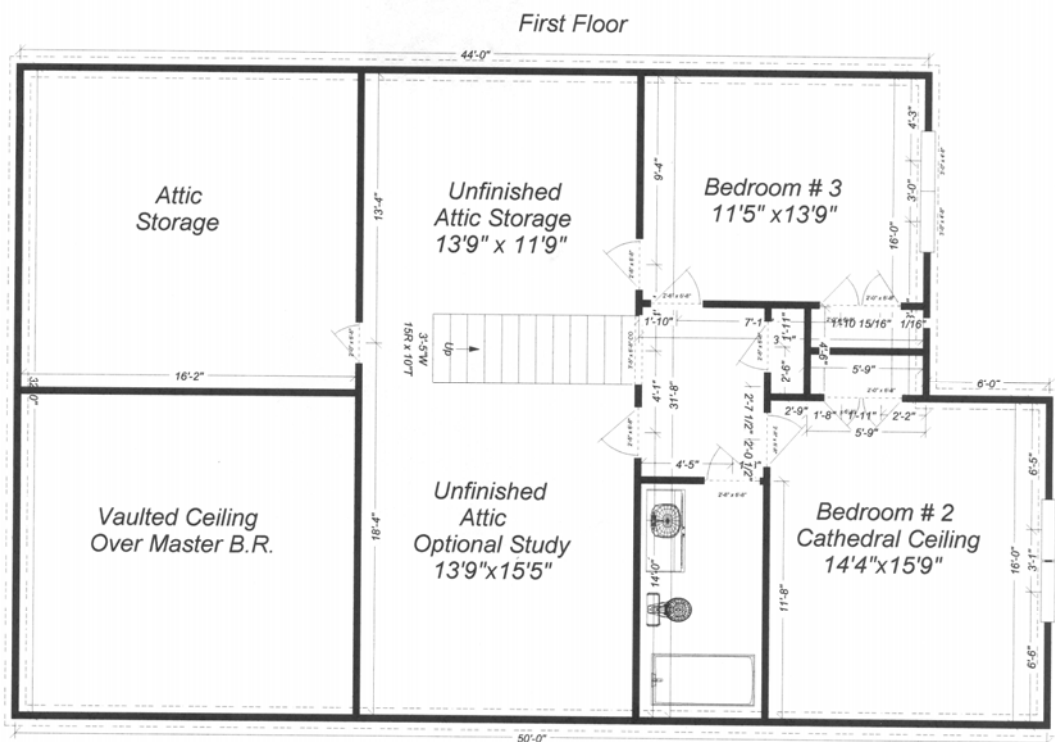 First Floor
44'-0"
Attic
Storage
Unfinished
Attic Storage
13'9" x 11'9"
Bedroom # 3
11'5" x13'9"
4'-3"
3'-0"
16'-0"
9'-4"
13'-4"
1'-10"
7'-1
1'-11"
1'-10 15/16"
1/16"
3'-5"W
15R x 10"T
Up
4'-1"
31'-8"
2'-6"
4'-6"
5'-9"
6'-0"
16'-2"
32'-0"
2'-7 1/2"
2'-0 1/2"
2'-9"
1'-8"
1'-11"
2'-2"
5'-9"
4'-5"
Vaulted Ceiling
Over Master B.R.
18'-4"
Unfinished
Attic
Optional Study
13'9"x15'5"
14'-0"
11'-8"
Bedroom # 2
Cathedral Ceiling
14'4"x15'9"
6'-5"
3'-1"
16'-0"
6'-6"
50'-0"